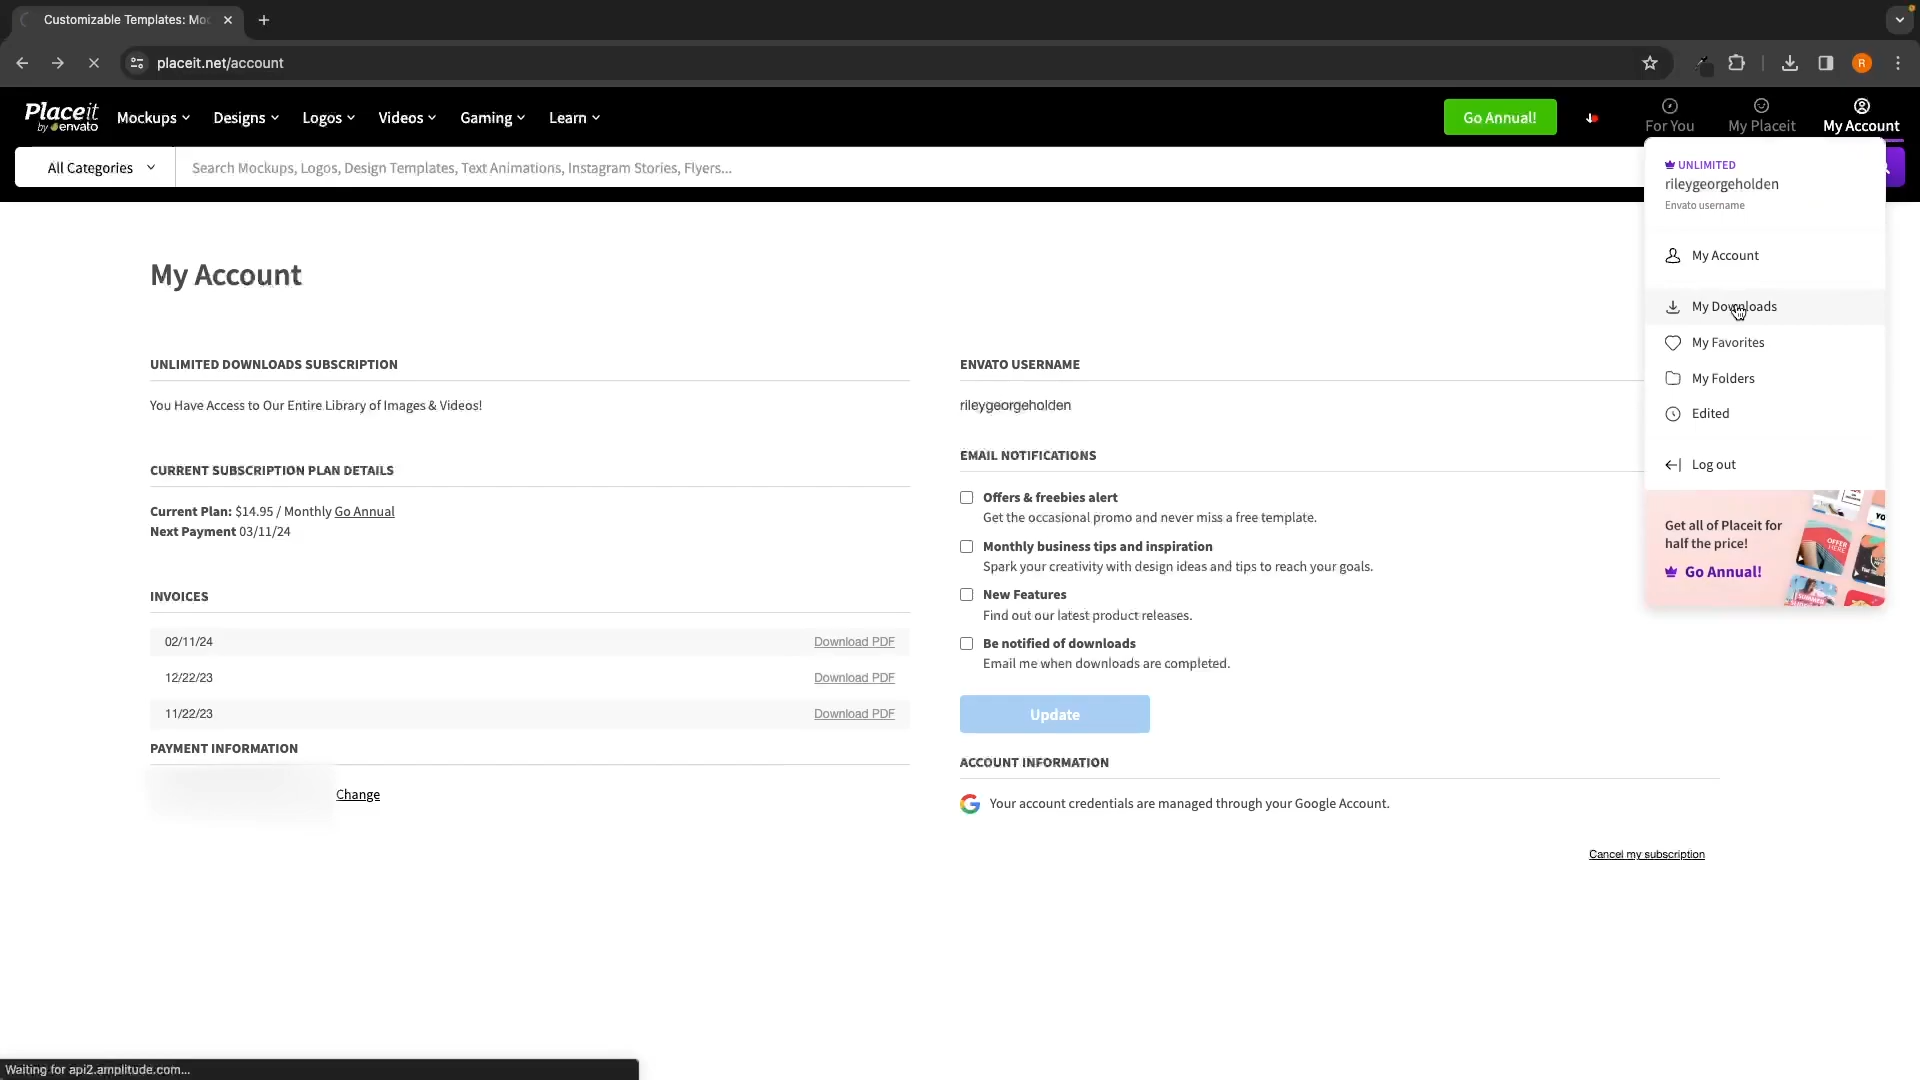 Customizable Templates: Mo
placeit.net/account
R
Placeit
by envato
Mockups
Designs
Logos
Videos
Gaming
Learn
Go Annual!
For You
My Placeit
My Account
All Categories
Search Mockups, Logos, Design Templates, Text Animations, Instagram Stories, Flyers...
UNLIMITED
rileygeorgeholden
Envato username
My Account
My Downloads
My Favorites
My Folders
Edited
Log out
Get all of Placeit for
half the price!
Go Annual!
OFFER
HERE
My Account
UNLIMITED DOWNLOADS SUBSCRIPTION
You Have Access to Our Entire Library of Images & Videos!
CURRENT SUBSCRIPTION PLAN DETAILS
Current Plan: $14.95 / Monthly Go Annual
Next Payment 03/11/24
INVOICES
02/11/24 Download PDF
12/22/23 Download PDF
11/22/23 Download PDF
PAYMENT INFORMATION
Change
ENVATO USERNAME
rileygeorgeholden
EMAIL NOTIFICATIONS
Offers & freebies alert
Get the occasional promo and never miss a free template.
Monthly business tips and inspiration
Spark your creativity with design ideas and tips to reach your goals.
New Features
Find out our latest product releases.
Be notified of downloads
Email me when downloads are completed.
Update
ACCOUNT INFORMATION
Your account credentials are managed through your Google Account.
Cancel my subscription
Waiting for api2.amplitude.com...